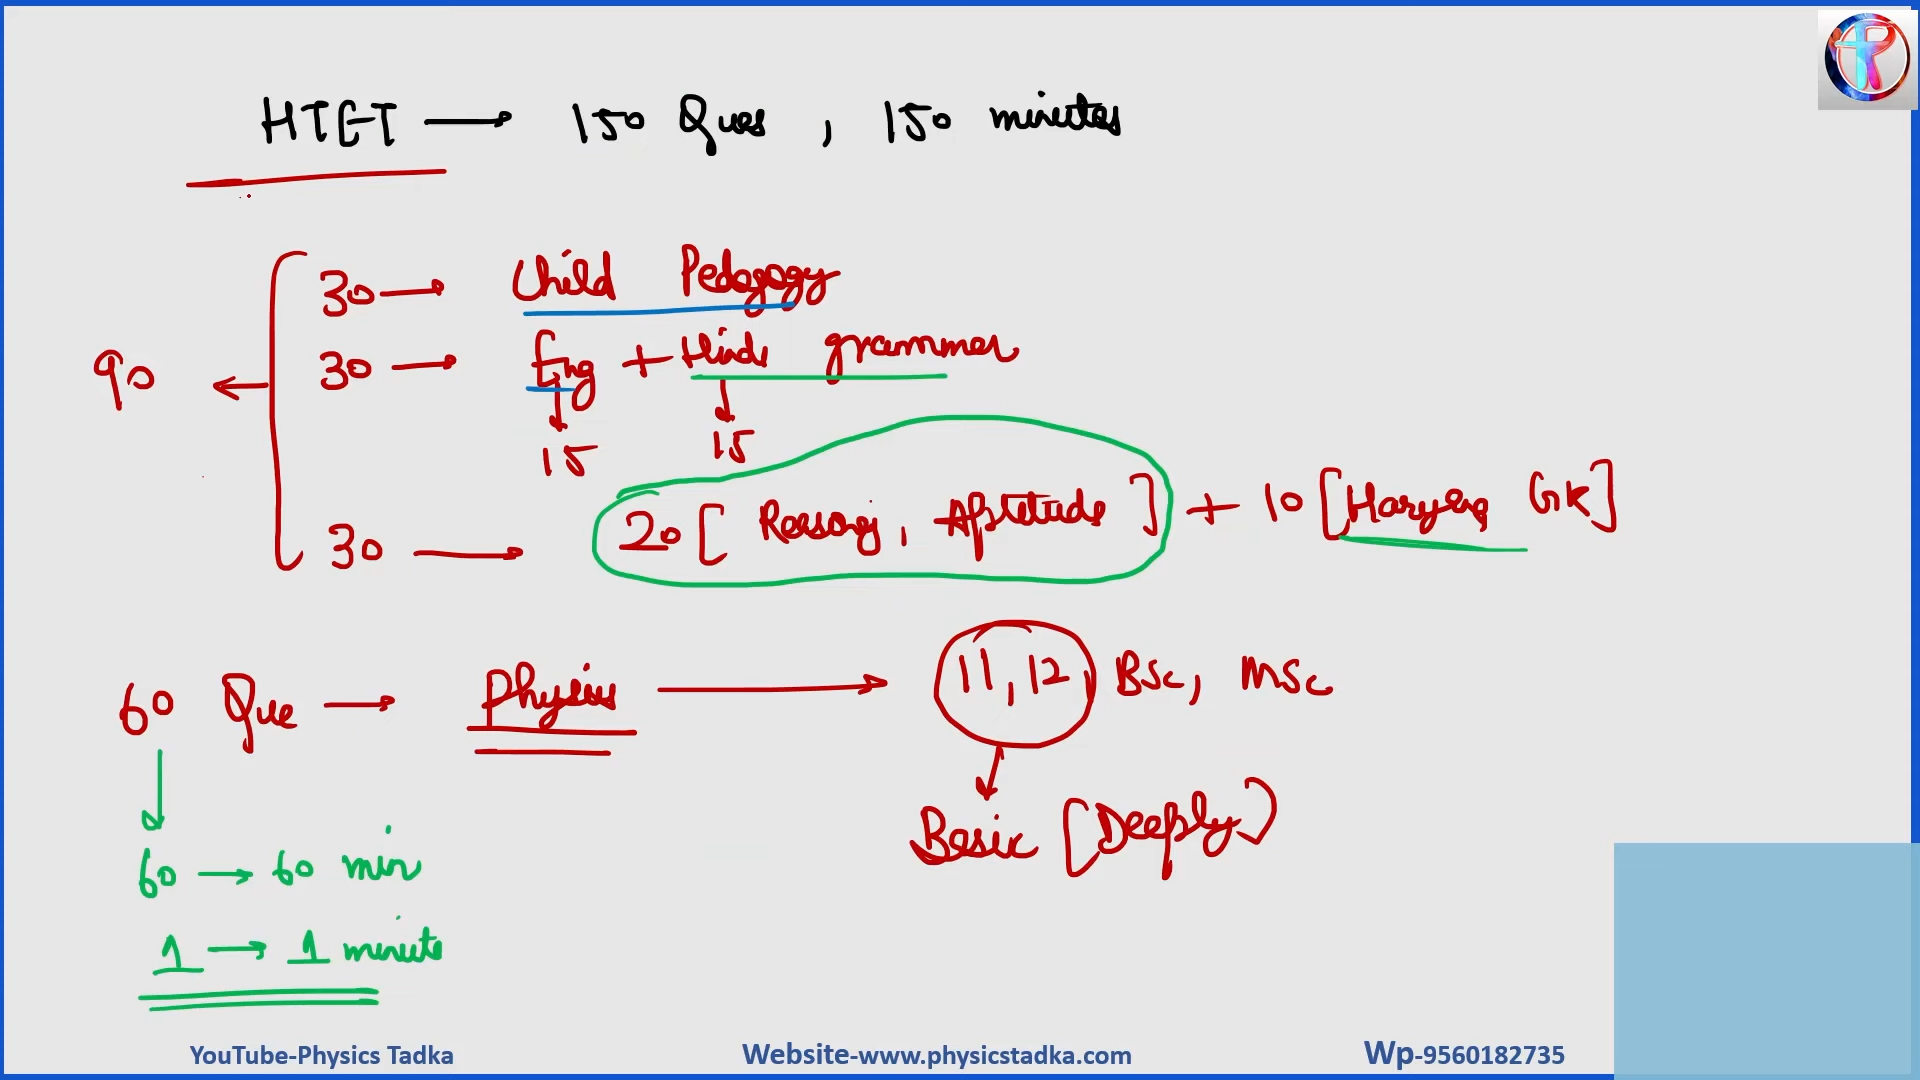 HTET → 150 Ques , 150 minutes
30 → Child Pedagogy
90 ← 30 → Eng + Hindi grammer
15 15
30 → 20 [ Reasoning, Aptitude ] + 10 [Haryana GK]
60 Que → Physics → 11, 12, BSc, MSc
Basic [Deeply]
60 → 60 min
1 → 1 minute
YouTube-Physics Tadka Website-www.physicstadka.com Wp-9560182735